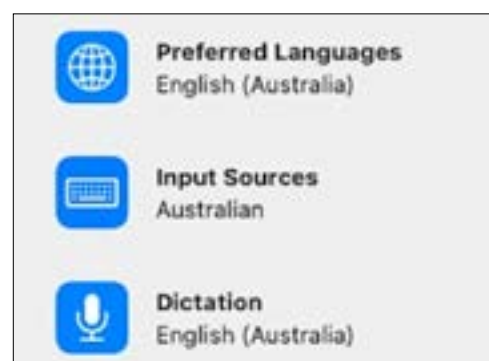 Preferred Languages
English (Australia)
Input Sources
Australian
Dictation
English (Australia)